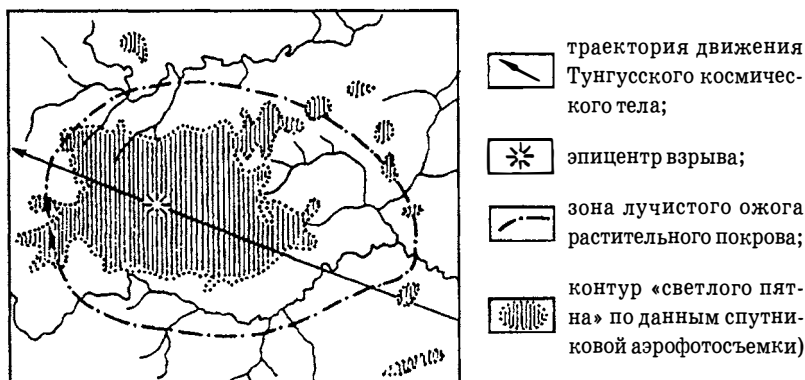 траектория движения
Тунгусского космичес-
кого тела;
эпицентр взрыва;
зона лучистого ожога
растительного покрова;
контур «светлого пят-
на» по данным спутни-
ковой аэрофотосъемки)